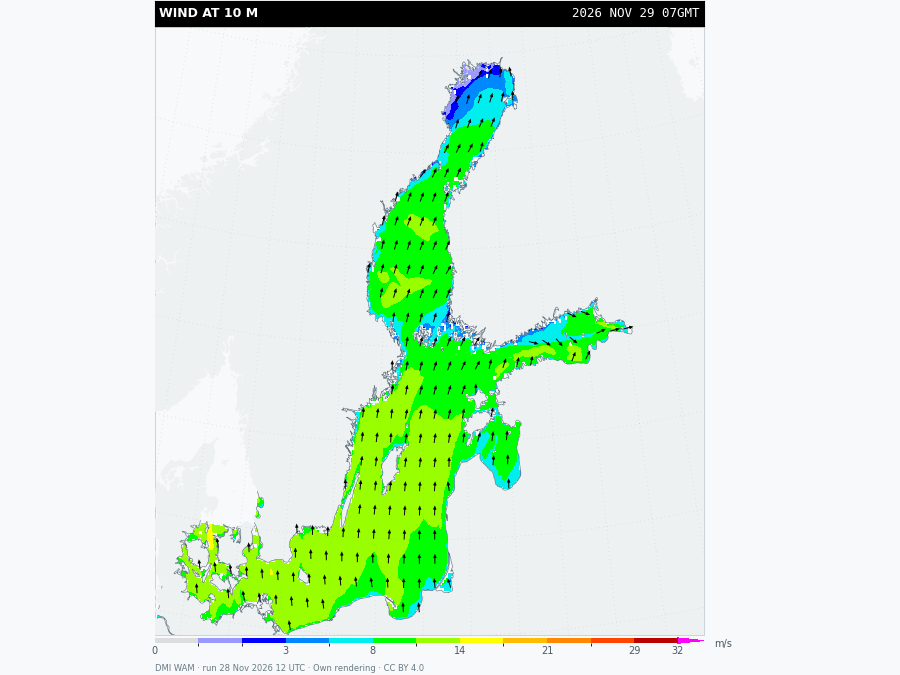 WIND AT 10 M 2026 NOV 29 07GMT
0 3 8 14 21 29 32 m/s
DMI WAM · run 28 Nov 2026 12 UTC · Own rendering · CC BY 4.0